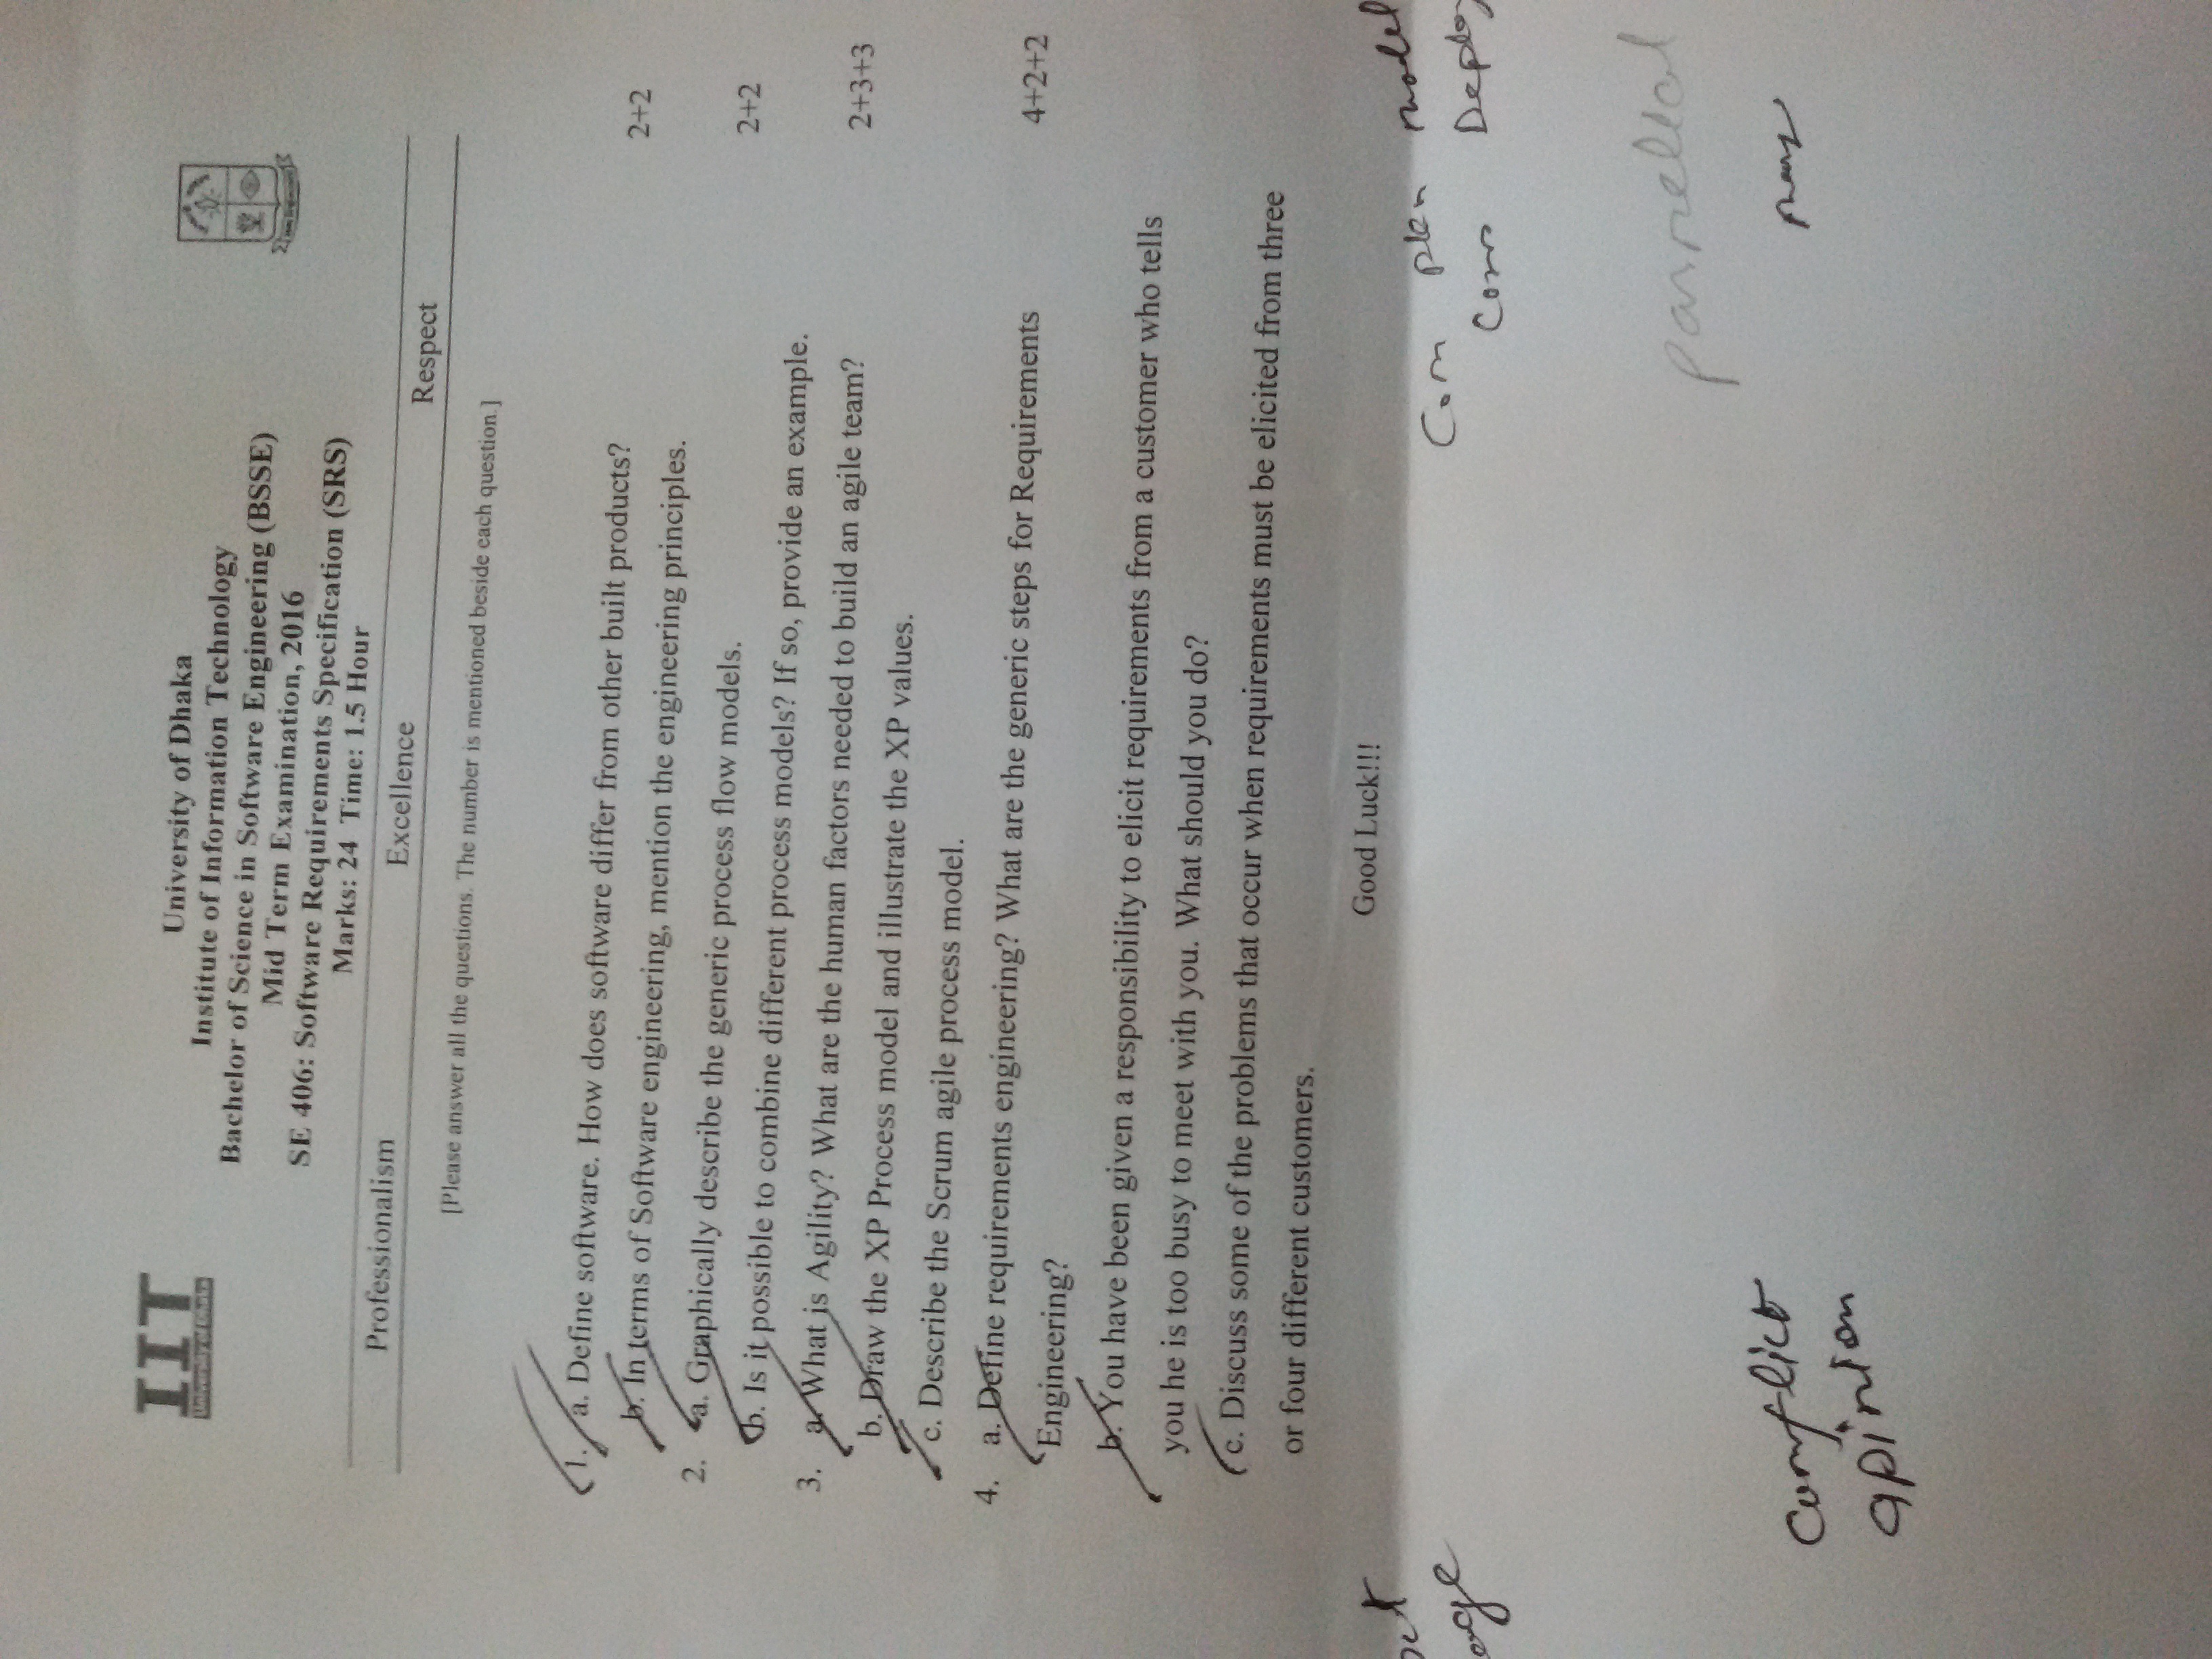 IIT
University of Dhaka
University of Dhaka
Institute of Information Technology
Bachelor of Science in Software Engineering (BSSE)
Mid Term Examination, 2016
SE 406: Software Requirements Specification (SRS)
Marks: 24 Time: 1.5 Hour
Professionalism Excellence Respect
[Please answer all the questions. The number is mentioned beside each question.]
1. a. Define software. How does software differ from other built products? 2+2
b. In terms of Software engineering, mention the engineering principles.
2. a. Graphically describe the generic process flow models. 2+2
b. Is it possible to combine different process models? If so, provide an example.
3. a. What is Agility? What are the human factors needed to build an agile team? 2+3+3
b. Draw the XP Process model and illustrate the XP values.
c. Describe the Scrum agile process model.
4. a. Define requirements engineering? What are the generic steps for Requirements 4+2+2
Engineering?
b. You have been given a responsibility to elicit requirements from a customer who tells
you he is too busy to meet with you. What should you do?
c. Discuss some of the problems that occur when requirements must be elicited from three
or four different customers.
Good Luck!!!
Com plan model
Cons Deploy
parrellal
conflict
opinion